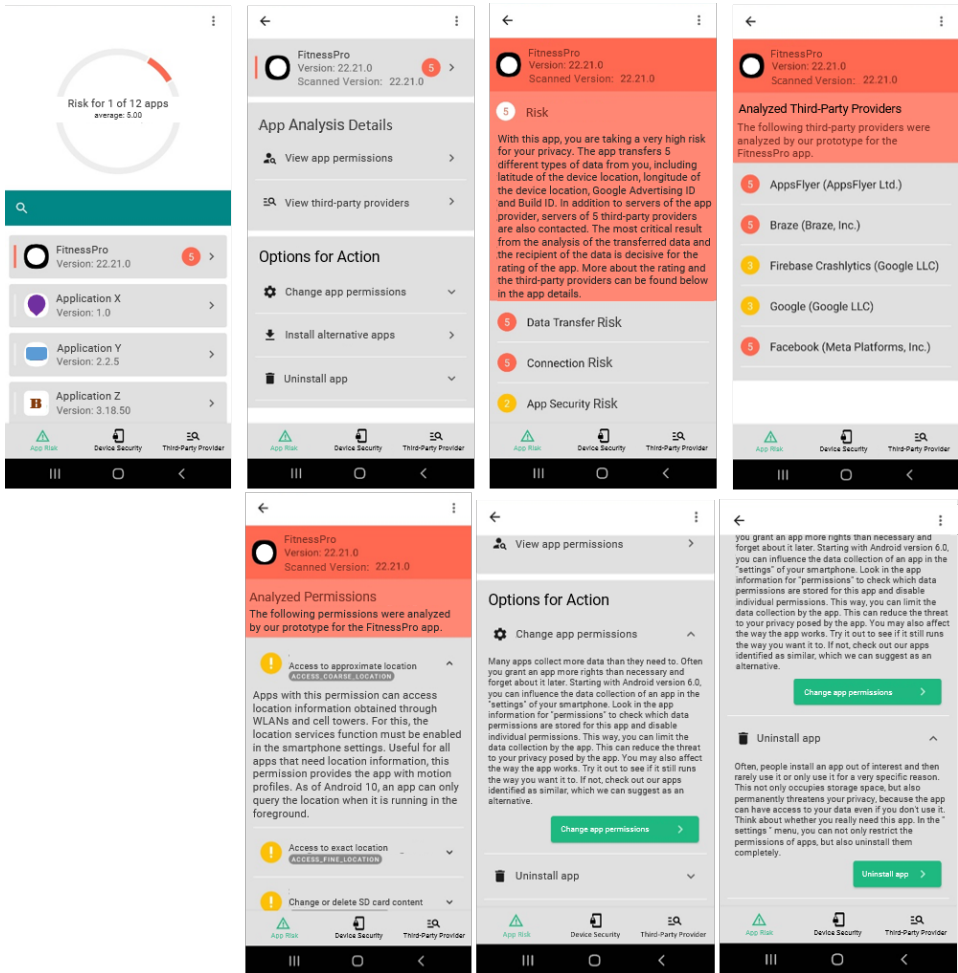 Risk for 1 of 12 apps
average: 5.00
FitnessPro
Version: 22.21.0
5
Application X
Version: 1.0
Application Y
Version: 2.2.5
B
Application Z
Version: 3.18.50
App Risk
Device Security
Third-Party Provider
FitnessPro
Version: 22.21.0
Scanned Version: 22.21.0
5
App Analysis Details
View app permissions
View third-party providers
Options for Action
Change app permissions
Install alternative apps
Uninstall app
App Risk
Device Security
Third-Party Provider
FitnessPro
Version: 22.21.0
Scanned Version: 22.21.0
5 Risk
With this app, you are taking a very high risk
for your privacy. The app transfers 5
different types of data from you, including
latitude of the device location, longitude of
the device location, Google Advertising ID
and Build ID. In addition to servers of the app
provider, servers of 5 third-party providers
are also contacted. The most critical result
from the analysis of the transferred data and
the recipient of the data is decisive for the
rating of the app. More about the rating and
the third-party providers can be found below
in the app details.
5 Data Transfer Risk
5 Connection Risk
2 App Security Risk
App Risk
Device Security
Third-Party Provider
FitnessPro
Version: 22.21.0
Scanned Version: 22.21.0
Analyzed Third-Party Providers
The following third-party providers were
analyzed by our prototype for the
FitnessPro app.
5 AppsFlyer (AppsFlyer Ltd.)
5 Braze (Braze, Inc.)
3 Firebase Crashlytics (Google LLC)
3 Google (Google LLC)
5 Facebook (Meta Platforms, Inc.)
App Risk
Device Security
Third-Party Provider
FitnessPro
Version: 22.21.0
Scanned Version: 22.21.0
Analyzed Permissions
The following permissions were analyzed
by our prototype for the FitnessPro app.
Access to approximate location
ACCESS_COARSE_LOCATION
Apps with this permission can access
location information obtained through
WLANs and cell towers. For this, the
location services function must be enabled
in the smartphone settings. Useful for all
apps that need location information, this
permission provides the app with motion
profiles. As of Android 10, an app can only
query the location when it is running in the
foreground.
Access to exact location
ACCESS_FINE_LOCATION
Change or delete SD card content
App Risk
Device Security
Third-Party Provider
View app permissions
Options for Action
Change app permissions
Many apps collect more data than they need to. Often
you grant an app more rights than necessary and
forget about it later. Starting with Android version 6.0,
you can influence the data collection of an app in the
"settings" of your smartphone. Look in the app
information for "permissions" to check which data
permissions are stored for this app and disable
individual permissions. This way, you can limit the
data collection by the app. This can reduce the threat
to your privacy posed by the app. You may also affect
the way the app works. Try it out to see if it still runs
the way you want it to. If not, check out our apps
identified as similar, which we can suggest as an
alternative.
Change app permissions
Uninstall app
App Risk
Device Security
Third-Party Provider
you grant an app more rights than necessary and
forget about it later. Starting with Android version 6.0,
you can influence the data collection of an app in the
"settings" of your smartphone. Look in the app
information for "permissions" to check which data
permissions are stored for this app and disable
individual permissions. This way, you can limit the
data collection by the app. This can reduce the threat
to your privacy posed by the app. You may also affect
the way the app works. Try it out to see if it still runs
the way you want it to. If not, check out our apps
identified as similar, which we can suggest as an
alternative.
Change app permissions
Uninstall app
Often, people install an app out of interest and then
rarely use it or only use it for a very specific reason.
This not only occupies storage space, but also
permanently threatens your privacy, because the app
can have access to your data even if you don't use it.
Think about whether you really need this app. In the "
settings " menu, you can not only restrict the
permissions of apps, but also uninstall them
completely.
Uninstall app
App Risk
Device Security
Third-Party Provider